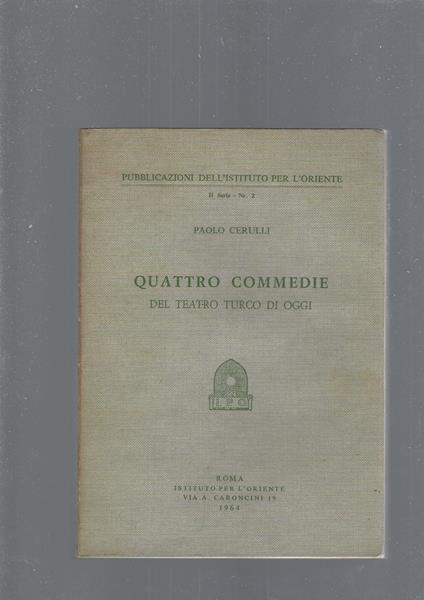 PUBBLICAZIONI DELL'ISTITUTO PER L'ORIENTE
II Serie - Nr. 2
PAOLO CERULLI
QUATTRO COMMEDIE
DEL TEATRO TURCO DI OGGI
I.P.O
ROMA
ISTITUTO PER L'ORIENTE
VIA A. CARONCINI 19
1964